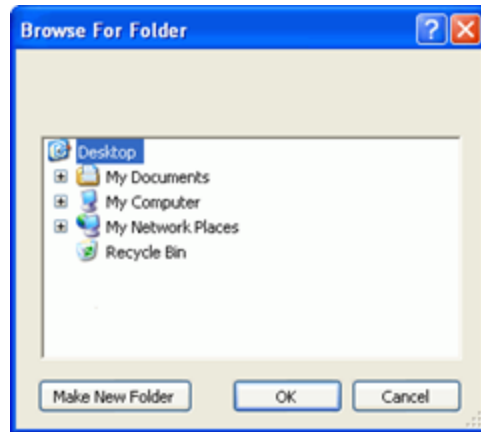 Browse For Folder
Desktop
My Documents
My Computer
My Network Places
Recycle Bin
Make New Folder
OK
Cancel